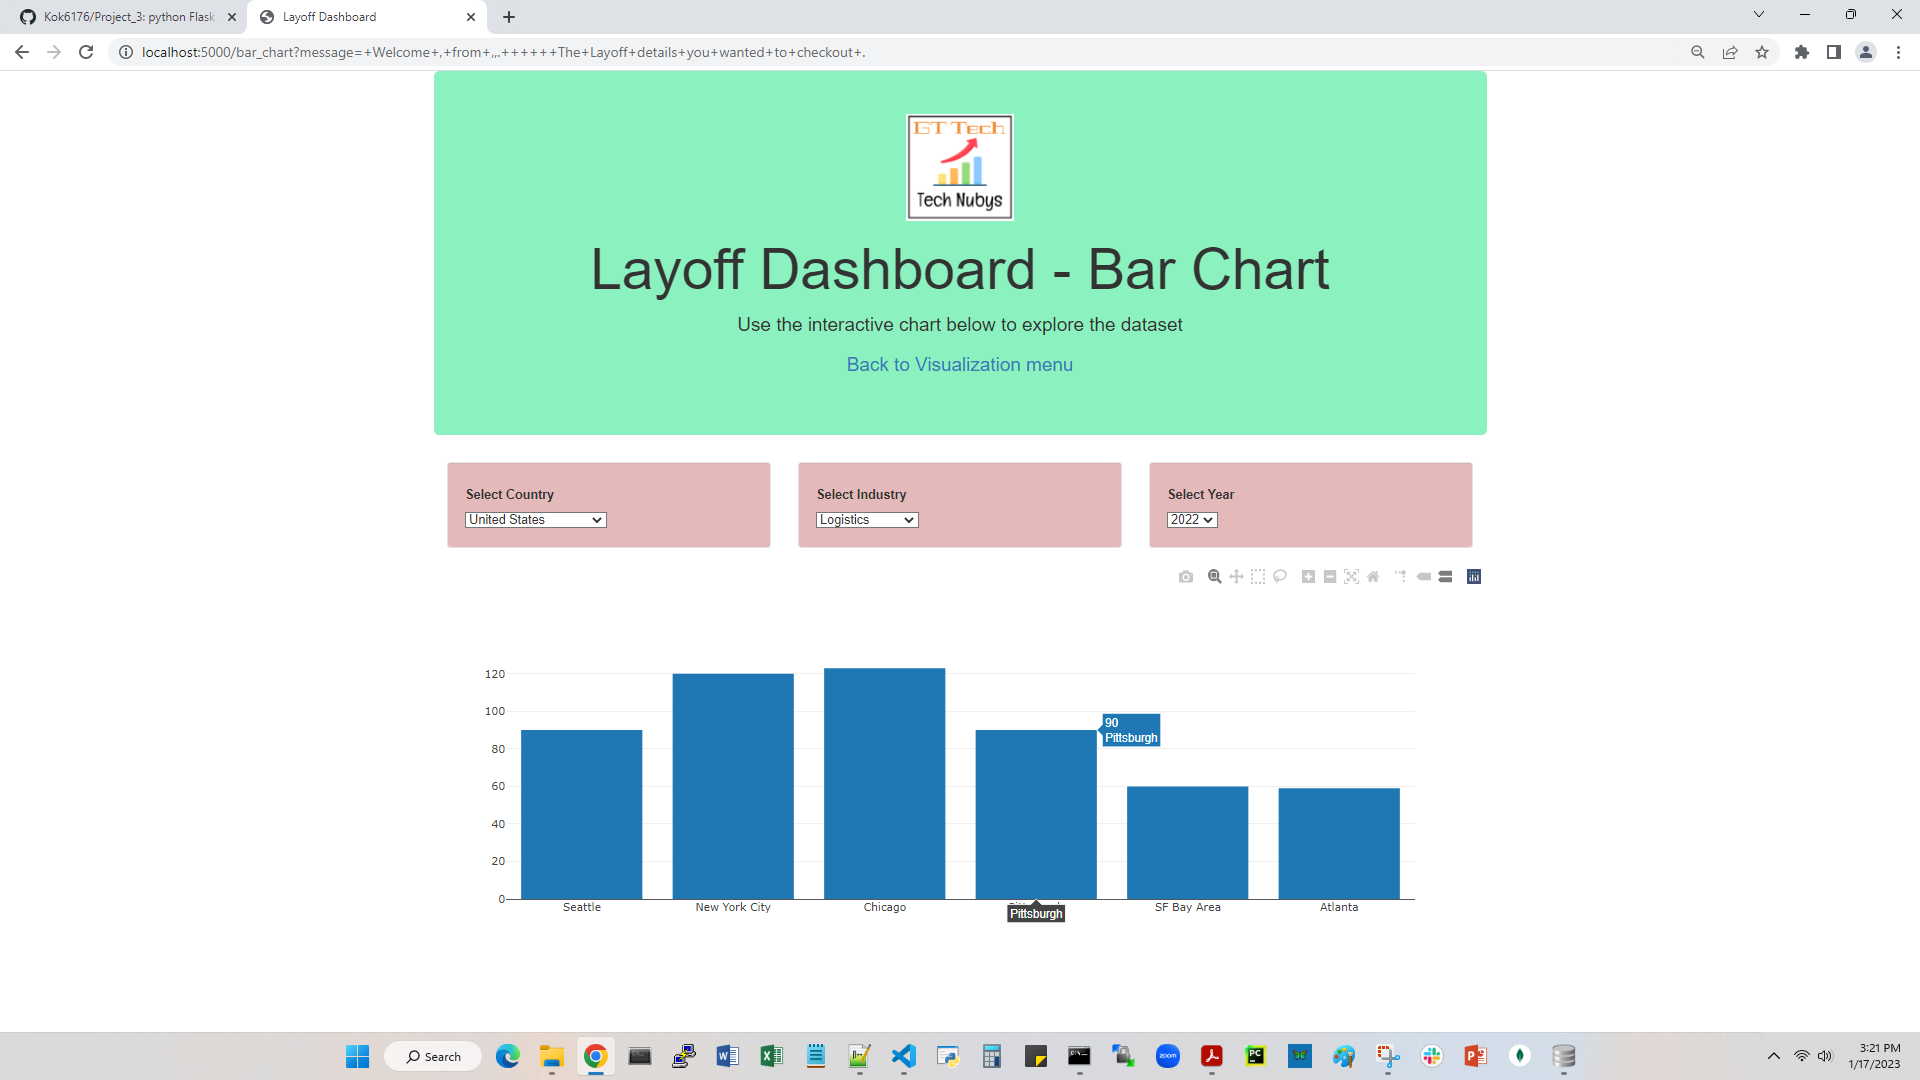 Kok6176/Project_3: python Flask
Layoff Dashboard
localhost:5000/bar_chart?message=+Welcome+,+from+,,.++++++The+Layoff+details+you+wanted+to+checkout+.
GT Tech
Tech Nubys
Layoff Dashboard - Bar Chart
Use the interactive chart below to explore the dataset
Back to Visualization menu
Select Country
United States
Select Industry
Logistics
Select Year
2022
120
100
80
60
40
20
0
90
Pittsburgh
Seattle
New York City
Chicago
Pittsburgh
SF Bay Area
Atlanta
Search
zoom
PC
3:21 PM
1/17/2023